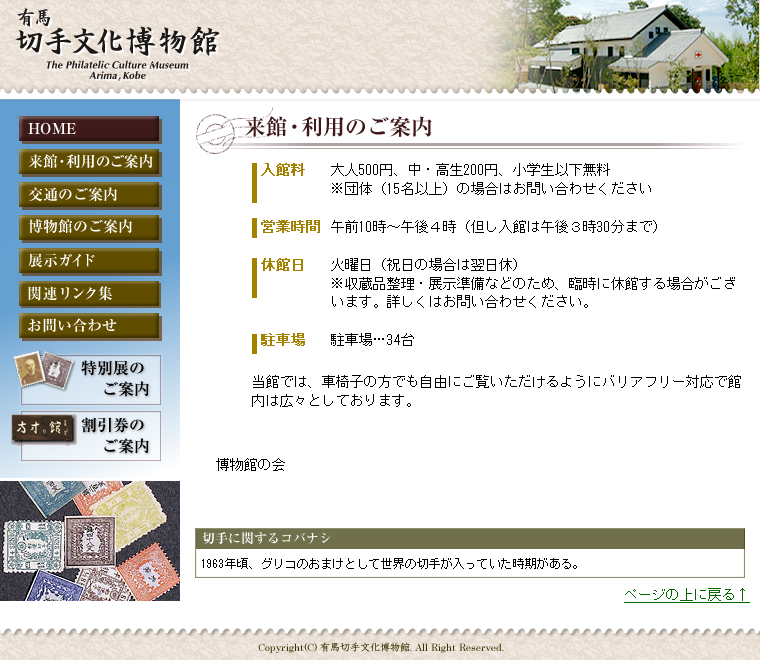 有馬
切手文化博物館
The Philatelic Culture Museum
Arima, Kobe
HOME
来館・利用のご案内
交通のご案内
博物館のご案内
展示ガイド
関連リンク集
お問い合わせ
特別展の
ご案内
割引券の
ご案内
来館・利用のご案内
入館料 大人500円、中・高生200円、小学生以下無料
※団体（15名以上）の場合はお問い合わせください
営業時間 午前10時～午後４時（但し入館は午後３時30分まで）
休館日 火曜日（祝日の場合は翌日休）
※収蔵品整理・展示準備などのため、臨時に休館する場合がござ
います。詳しくはお問い合わせください。
駐車場 駐車場…34台
当館では、車椅子の方でも自由にご覧いただけるようにバリアフリー対応で館
内は広々としております。
博物館の会
切手に関するコバナシ
1963年頃、グリコのおまけとして世界の切手が入っていた時期がある。
ページの上に戻る↑
Copyright(C) 有馬切手文化博物館. All Right Reserved.